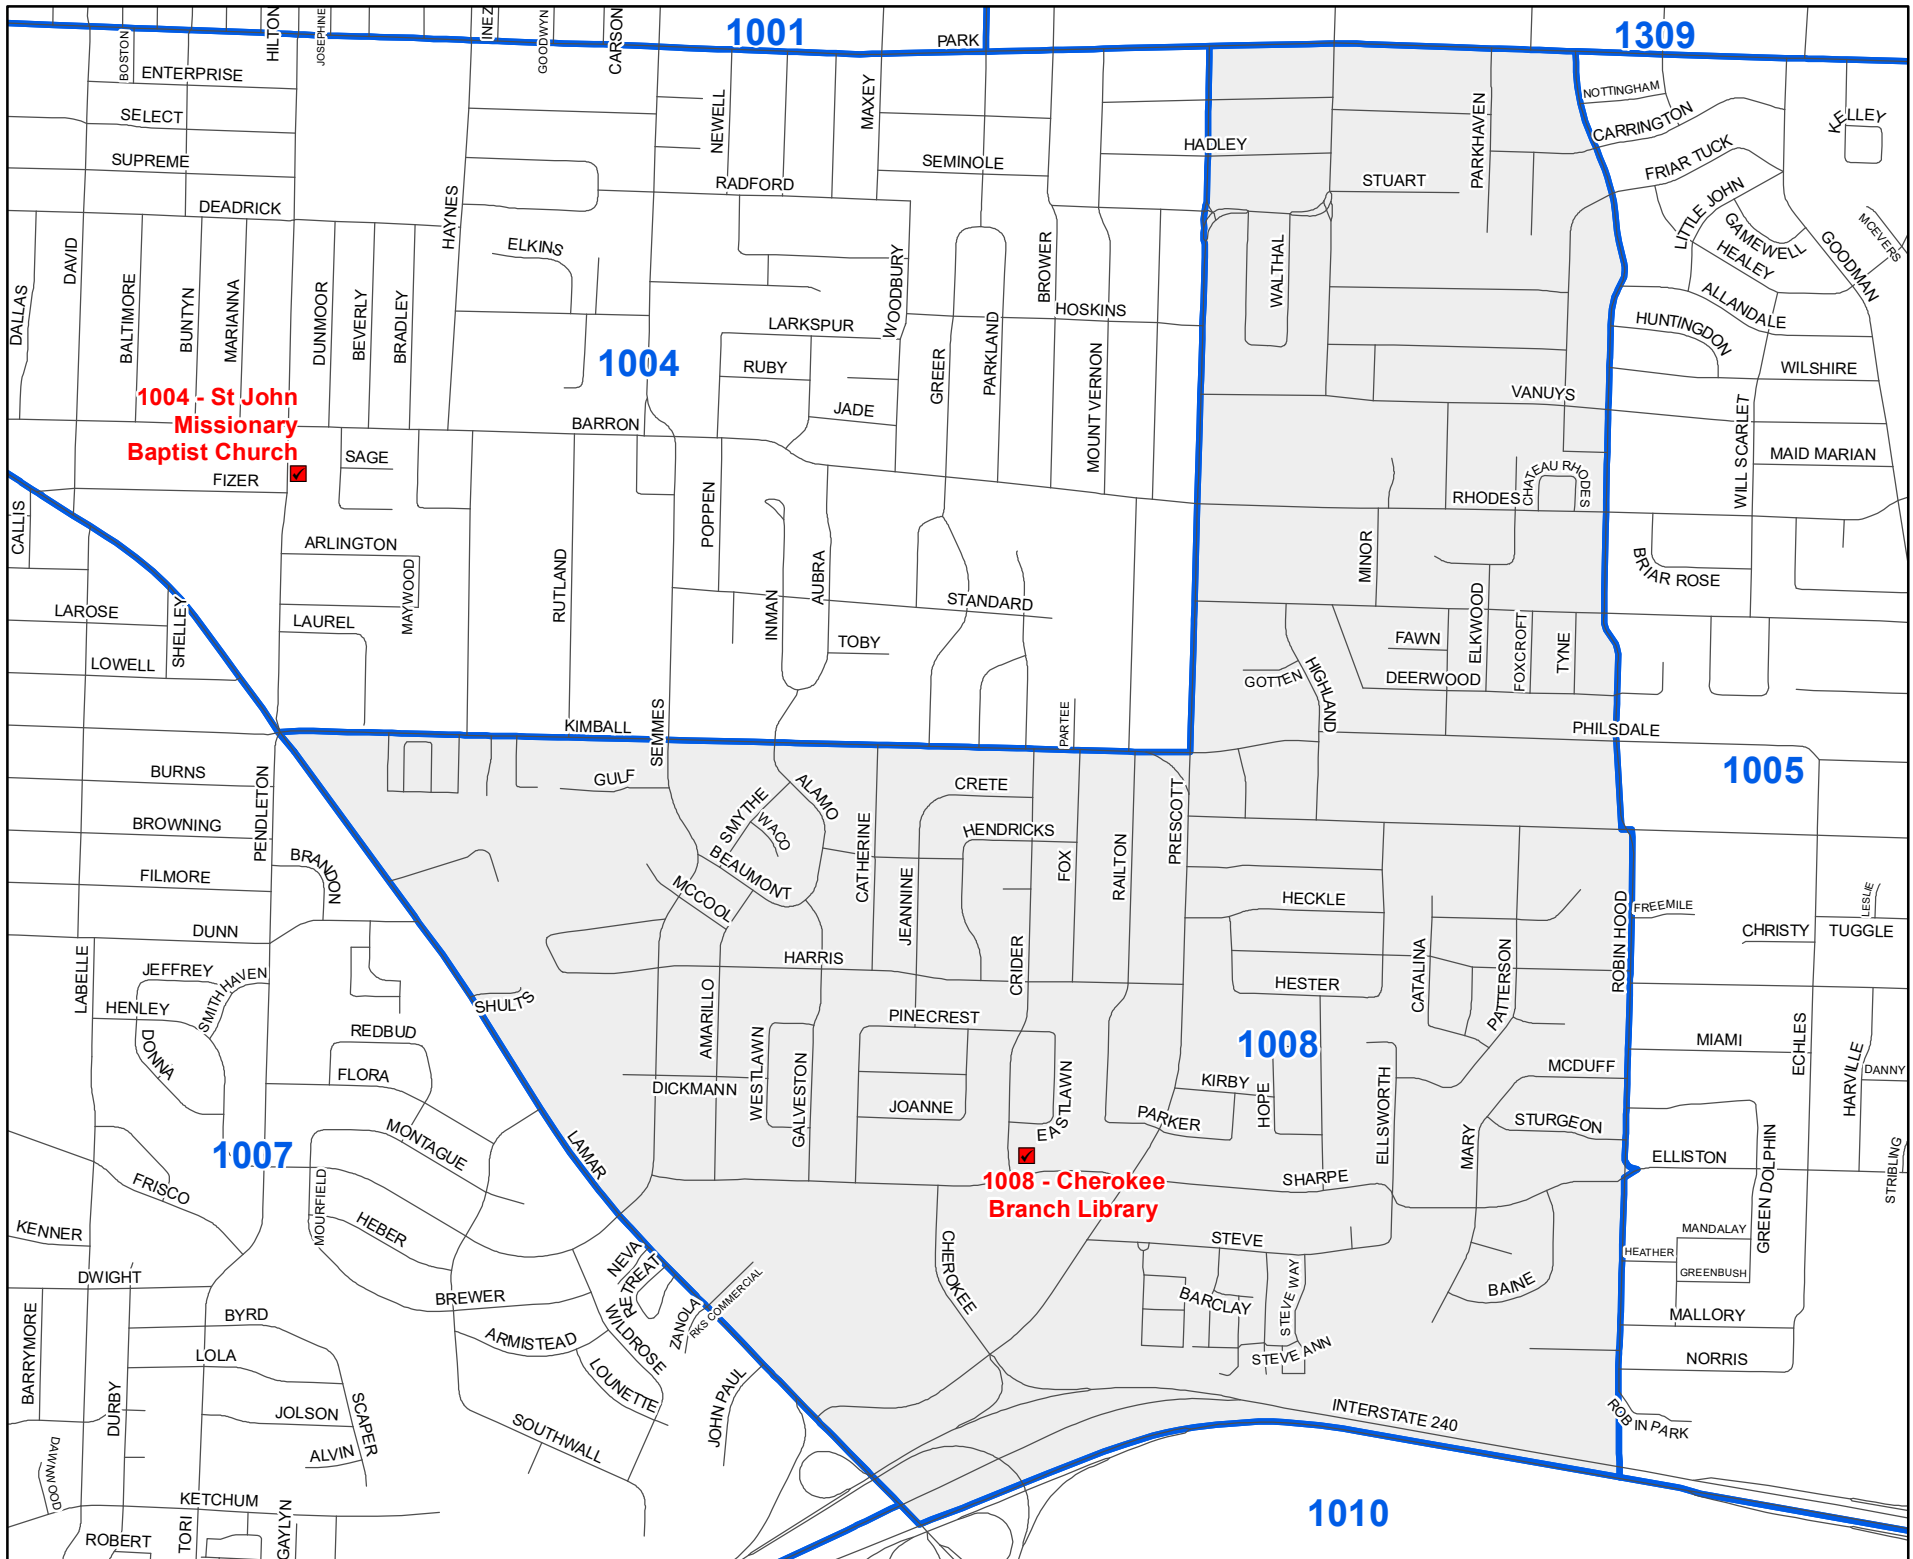 1001
1309
PARK
HILTON
JOSEPHINE
INEZ
GOODWYN
CARSON
BOSTON
ENTERPRISE
SELECT
SUPREME
DEADRICK
NEWELL
MAXEY
SEMINOLE
RADFORD
HADLEY
STUART
PARKHAVEN
NOTTINGHAM
CARRINGTON
KELLEY
FRIAR TUCK
LITTLE JOHN
GAMEWELL
HEALEY
GOODMAN
MCEVERS
HAYNES
ELKINS
DAVID
DALLAS
BALTIMORE
BUNTYN
MARIANNA
DUNMOOR
BEVERLY
BRADLEY
WOODBURY
BROWER
WALTHAL
ALLANDALE
HUNTINGDON
HOSKINS
LARKSPUR
1004
RUBY
GREER
PARKLAND
MOUNT VERNON
WILSHIRE
VANUYS
1004 - St John
Missionary
Baptist Church
JADE
BARRON
WILL SCARLET
MAID MARIAN
SAGE
FIZER
CHATEAU RHODES
RHODES
CALLIS
POPPEN
ARLINGTON
MAYWOOD
RUTLAND
AUBRA
INMAN
STANDARD
MINOR
BRIAR ROSE
LAROSE
SHELLEY
LAUREL
TOBY
ELKWOOD
FOXCROFT
TYNE
FAWN
LOWELL
GOTTEN
HIGHLAND
DEERWOOD
KIMBALL
SEMMES
PARTEE
PHILSDALE
1005
BURNS
PENDLETON
GULF
ALAMO
SMYTHE
WACO
CRETE
PRESCOTT
BROWNING
BEAUMONT
CATHERINE
HENDRICKS
FOX
RAILTON
BRANDON
FILMORE
MCCOOL
JEANNINE
HECKLE
ROBIN HOOD
FREEMILE
LESLIE
DUNN
CHRISTY
TUGGLE
LABELLE
JEFFREY
SMITH HAVEN
HARRIS
CRIDER
CATALINA
PATTERSON
HESTER
HENLEY
SHULTS
AMARILLO
PINECREST
DONNA
REDBUD
WESTLAWN
GALVESTON
1008
MIAMI
ECHLES
HARVILLE
DANNY
FLORA
DICKMANN
EASTLAWN
KIRBY
HOPE
ELLSWORTH
MCDUFF
JOANNE
PARKER
MONTAGUE
LAMAR
MARY
STURGEON
GREEN DOLPHIN
1007
ELLISTON
STRIBLING
1008 - Cherokee
Branch Library
SHARPE
FRISCO
MOURFIELD
HEBER
KENNER
NEVA
RETREAT
CHEROKEE
STEVE
MANDALAY
HEATHER
GREENBUSH
DWIGHT
BREWER
ZANOLA
RKS COMMERCIAL
BARCLAY
STEVE WAY
BAINE
BARRYMORE
BYRD
ARMISTEAD
WILDROSE
MALLORY
LOLA
STEVE ANN
NORRIS
LOUNETTE
JOHN PAUL
DURBY
JOLSON
SCAPER
INTERSTATE 240
ROBIN PARK
SOUTHWALL
ALVIN
DAWNWOOD
KETCHUM
1010
ROBERT
TORI
GAYLYN